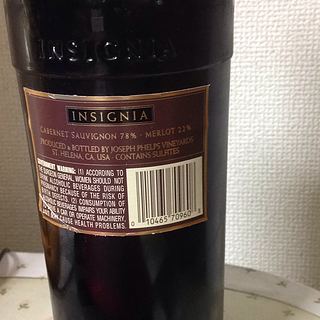 INSIGNIA
INSIGNIA
CABERNET SAUVIGNON 78% · MERLOT 22%
PRODUCED & BOTTLED BY JOSEPH PHELPS VINEYARDS
ST. HELENA, CA, USA · CONTAINS SULFITES
GOVERNMENT WARNING: (1) ACCORDING TO
THE SURGEON GENERAL, WOMEN SHOULD NOT
DRINK ALCOHOLIC BEVERAGES DURING
PREGNANCY BECAUSE OF THE RISK OF
BIRTH DEFECTS. (2) CONSUMPTION OF
ALCOHOLIC BEVERAGES IMPAIRS YOUR ABILITY
TO DRIVE A CAR OR OPERATE MACHINERY,
AND MAY CAUSE HEALTH PROBLEMS.
0 10465 70960 8